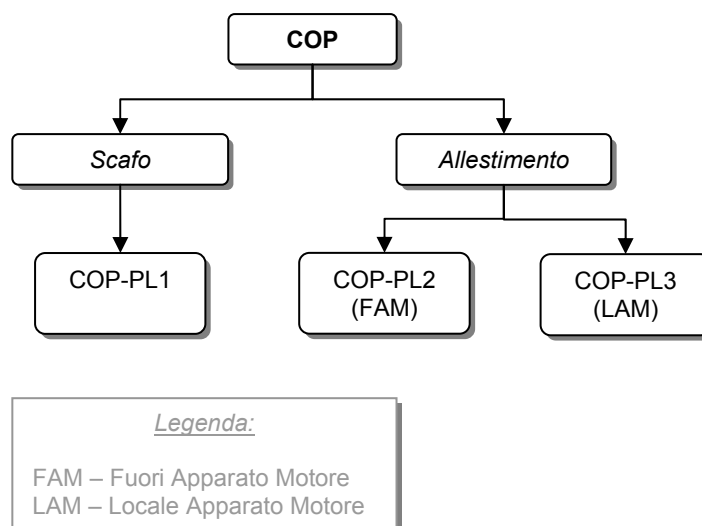 COP
Scafo
Allestimento
COP-PL1
COP-PL2
(FAM)
COP-PL3
(LAM)
Legenda:
FAM – Fuori Apparato Motore
LAM – Locale Apparato Motore